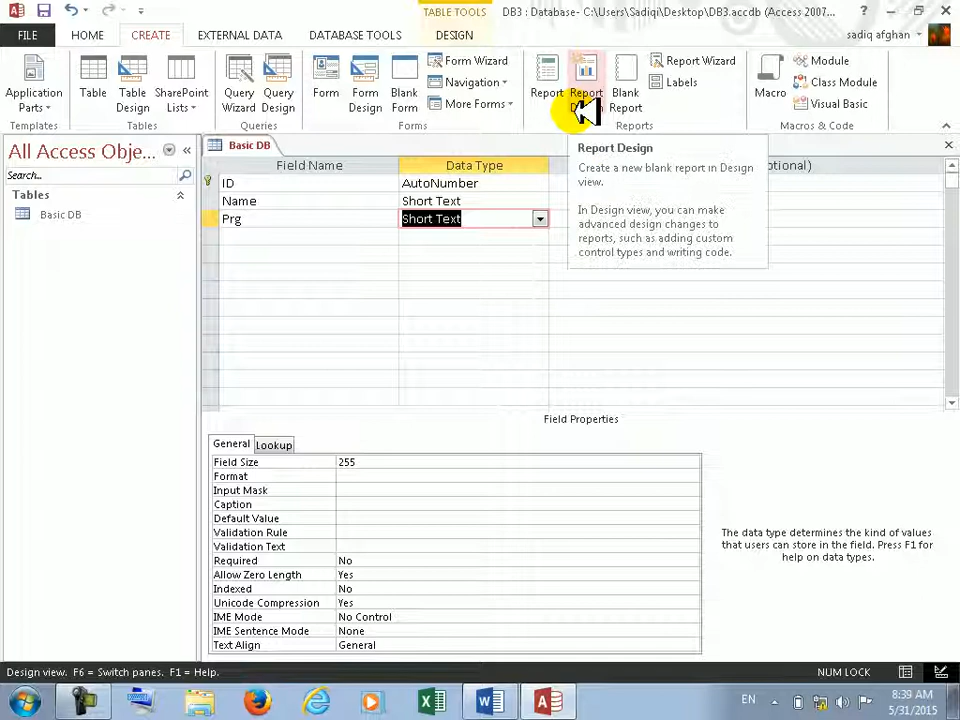 TABLE TOOLS
DB3 : Database- C:\Users\Sadiqi\Desktop\DB3.accdb (Access 2007...
FILE HOME CREATE EXTERNAL DATA DATABASE TOOLS DESIGN
sadiq afghan
Application Parts
Templates
Table
Table Design
SharePoint Lists
Tables
Query Wizard
Query Design
Queries
Form
Form Design
Blank Form
Form Wizard
Navigation
More Forms
Forms
Report
Report
Blank Report
Report Wizard
Labels
Reports
Macro
Module
Class Module
Visual Basic
Macros & Code
All Access Obje...
Search...
Tables
Basic DB
Basic DB
Field Name Data Type
ptional)
ID AutoNumber
Name Short Text
Prg Short Text
Report Design
Create a new blank report in Design
view.
In Design view, you can make
advanced design changes to
reports, such as adding custom
control types and writing code.
Field Properties
General Lookup
Field Size 255
Format
Input Mask
Caption
Default Value
Validation Rule
Validation Text
Required No
Allow Zero Length Yes
Indexed No
Unicode Compression Yes
IME Mode No Control
IME Sentence Mode None
Text Align General
The data type determines the kind of values
that users can store in the field. Press F1 for
help on data types.
Design view. F6 = Switch panes. F1 = Help.
NUM LOCK
EN
8:39 AM
5/31/2015